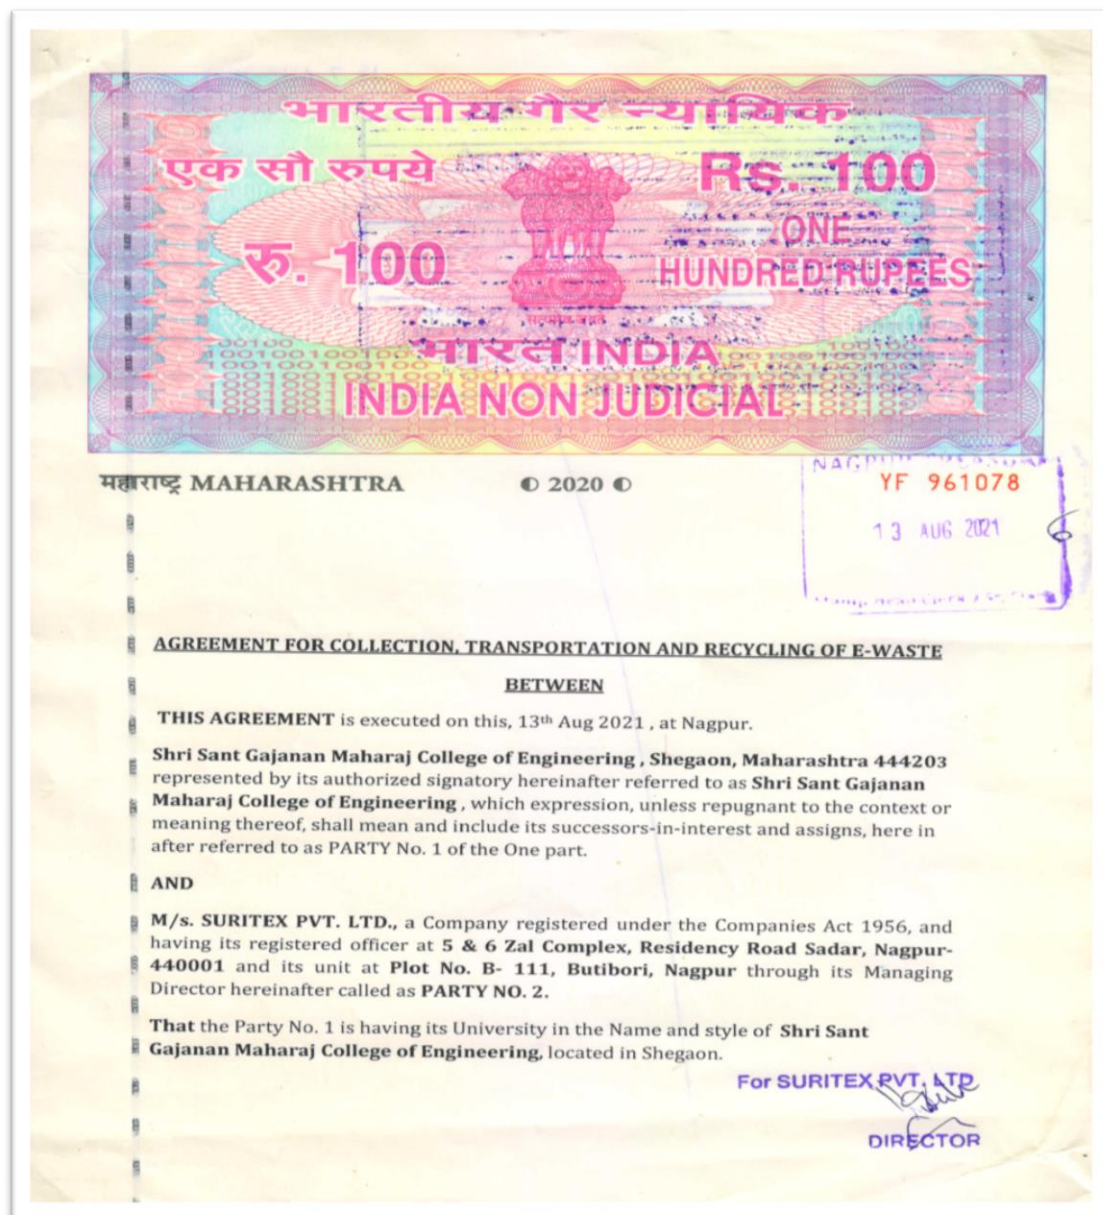 भारतीय गैर न्यायिक
एक सौ रुपये
Rs. 100
रु. 100
ONE
HUNDRED RUPEES
सत्यमेव जयते
भारत INDIA
INDIA NON JUDICIAL
महाराष्ट्र MAHARASHTRA
2020
NAGPUR
YF 961078
13 AUG 2021
AGREEMENT FOR COLLECTION, TRANSPORTATION AND RECYCLING OF E-WASTE
BETWEEN
THIS AGREEMENT is executed on this, 13th Aug 2021 , at Nagpur.
Shri Sant Gajanan Maharaj College of Engineering , Shegaon, Maharashtra 444203
represented by its authorized signatory hereinafter referred to as Shri Sant Gajanan
Maharaj College of Engineering , which expression, unless repugnant to the context or
meaning thereof, shall mean and include its successors-in-interest and assigns, here in
after referred to as PARTY No. 1 of the One part.
AND
M/s. SURITEX PVT. LTD., a Company registered under the Companies Act 1956, and
having its registered officer at 5 & 6 Zal Complex, Residency Road Sadar, Nagpur-
440001 and its unit at Plot No. B- 111, Butibori, Nagpur through its Managing
Director hereinafter called as PARTY NO. 2.
That the Party No. 1 is having its University in the Name and style of Shri Sant
Gajanan Maharaj College of Engineering, located in Shegaon.
For SURITEX PVT. LTD
DIRECTOR